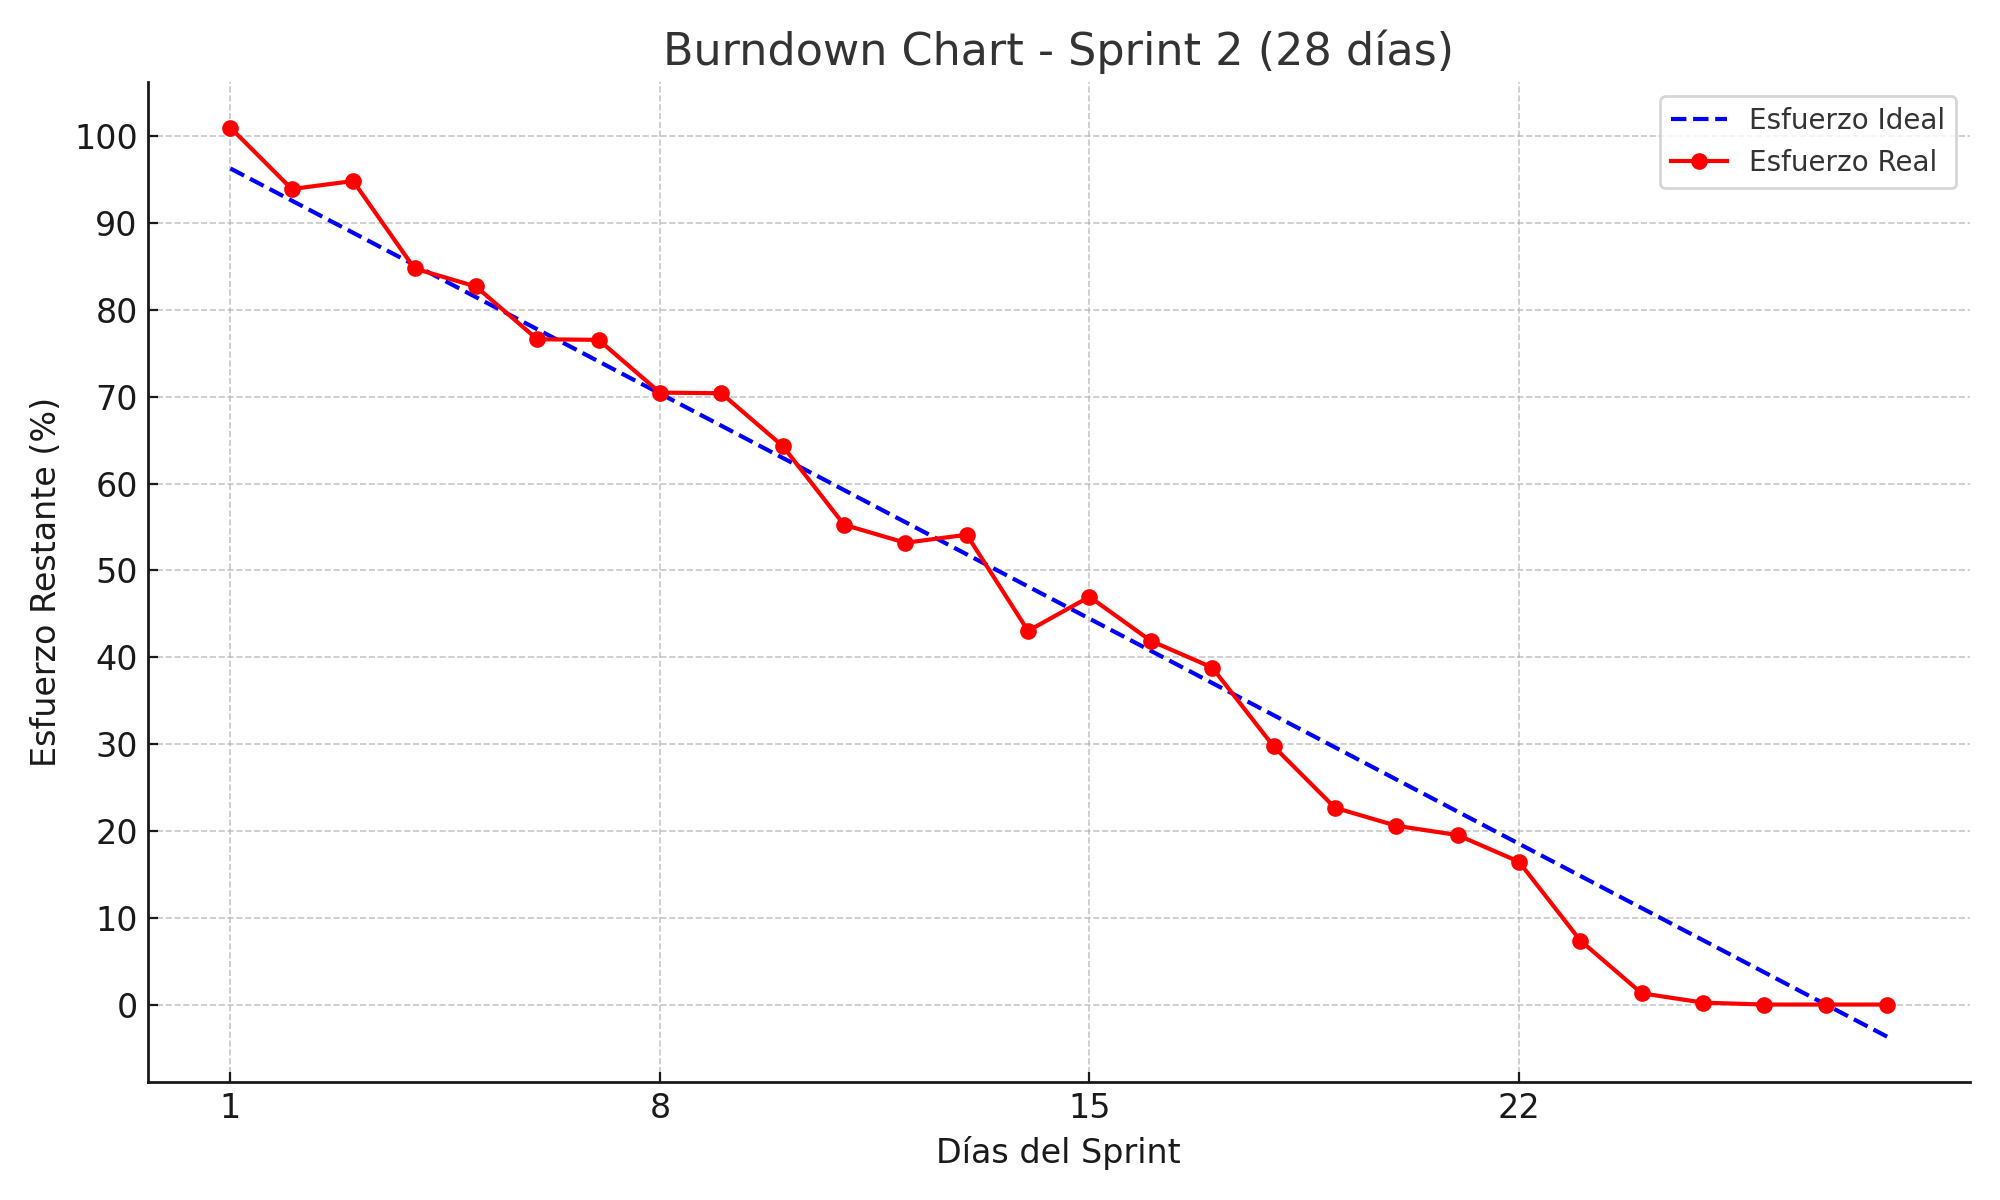 Burndown Chart - Sprint 2 (28 días)
Esfuerzo Ideal
Esfuerzo Real
100
90
80
70
60
50
40
30
20
10
0
Esfuerzo Restante (%)
1 8 15 22
Días del Sprint